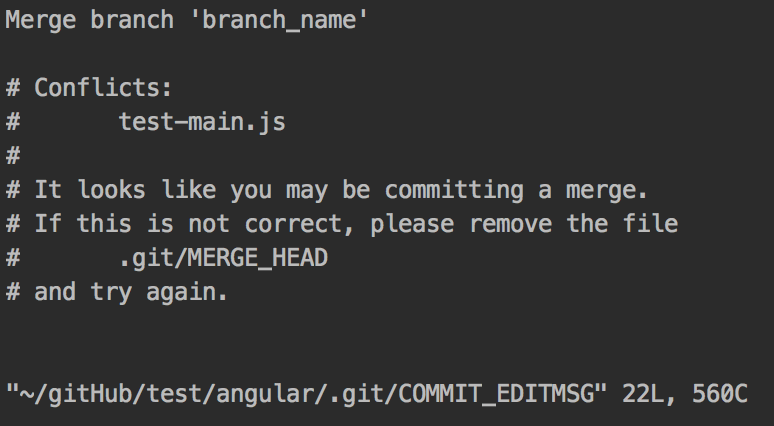 Merge branch 'branch_name'
# Conflicts:
#       test-main.js
#
# It looks like you may be committing a merge.
# If this is not correct, please remove the file
#       .git/MERGE_HEAD
# and try again.
"~/gitHub/test/angular/.git/COMMIT_EDITMSG" 22L, 560C